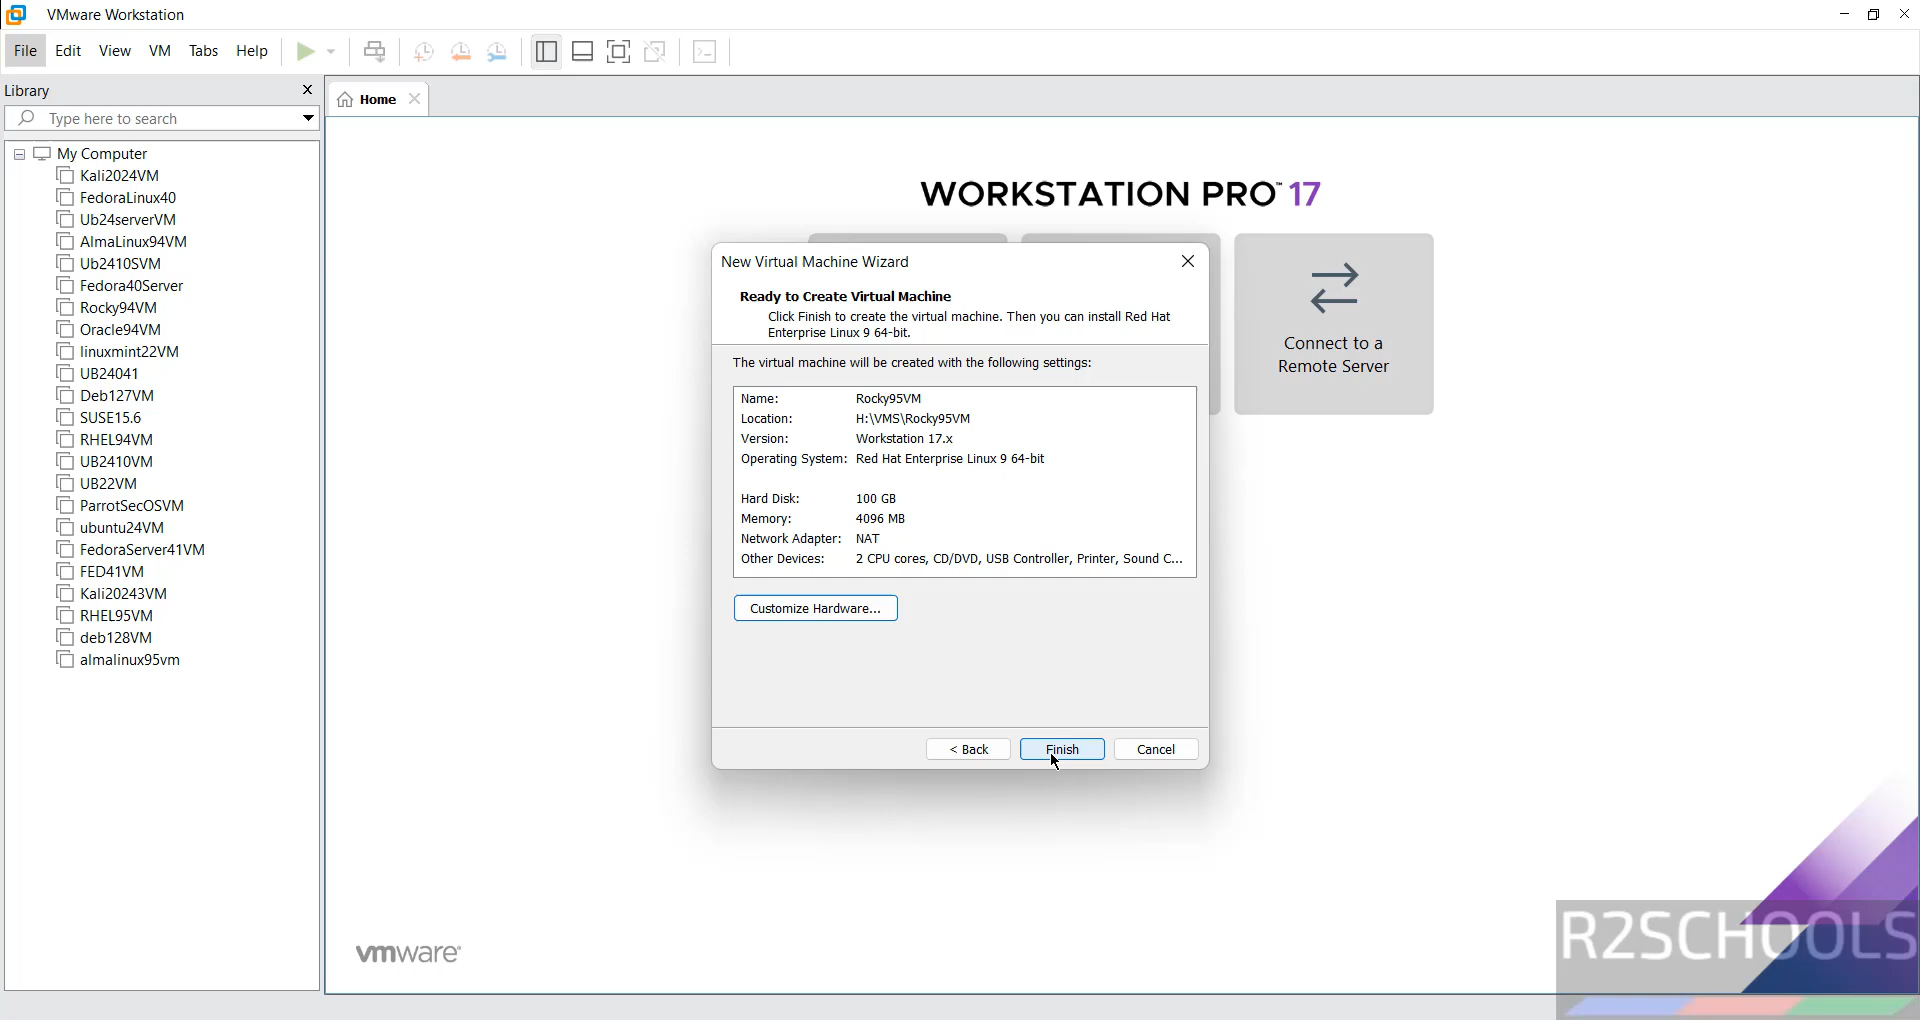 VMware Workstation
File Edit View VM Tabs Help
Library
Type here to search
My Computer
Kali2024VM
FedoraLinux40
Ub24serverVM
AlmaLinux94VM
Ub2410SVM
Fedora40Server
Rocky94VM
Oracle94VM
linuxmint22VM
UB24041
Deb127VM
SUSE15.6
RHEL94VM
UB2410VM
UB22VM
ParrotSecOSVM
ubuntu24VM
FedoraServer41VM
FED41VM
Kali20243VM
RHEL95VM
deb128VM
almalinux95vm
Home
WORKSTATION PRO™ 17
Connect to a
Remote Server
New Virtual Machine Wizard
Ready to Create Virtual Machine
Click Finish to create the virtual machine. Then you can install Red Hat
Enterprise Linux 9 64-bit.
The virtual machine will be created with the following settings:
Name: Rocky95VM
Location: H:\VMS\Rocky95VM
Version: Workstation 17.x
Operating System: Red Hat Enterprise Linux 9 64-bit
Hard Disk: 100 GB
Memory: 4096 MB
Network Adapter: NAT
Other Devices: 2 CPU cores, CD/DVD, USB Controller, Printer, Sound C...
Customize Hardware...
< Back Finish Cancel
vmware®
R2SCHOOLS